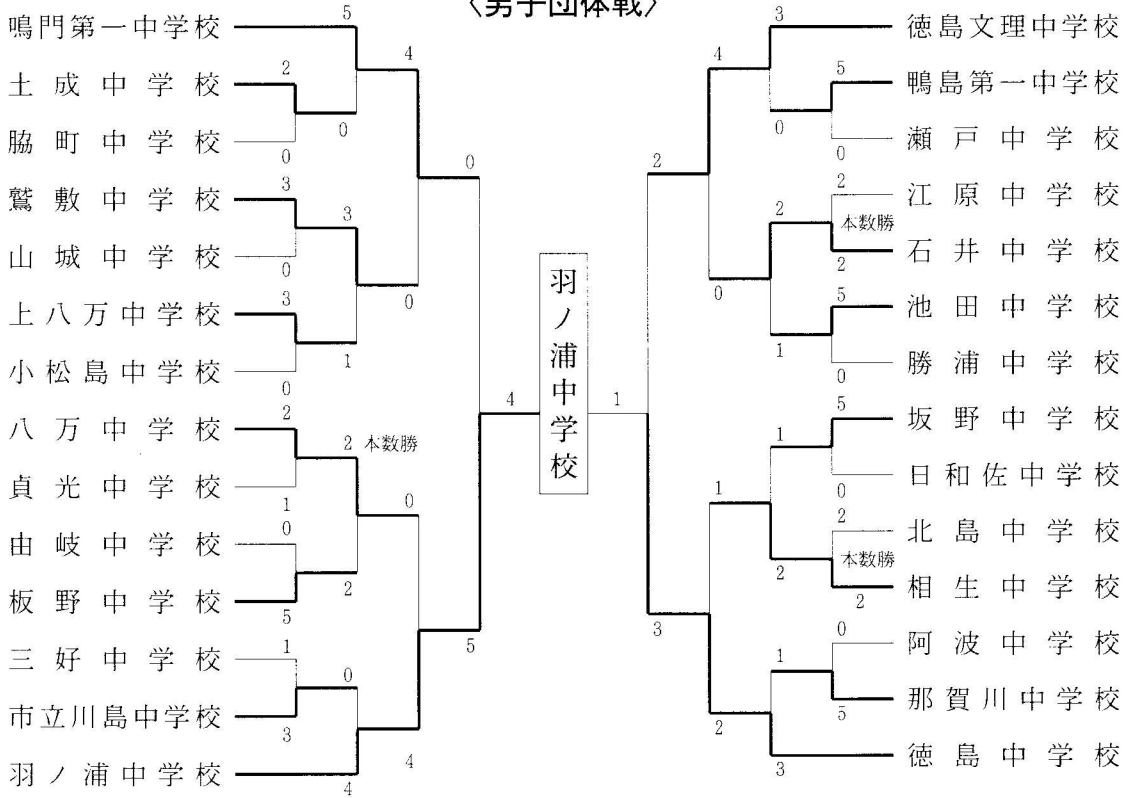 〈男子団体戦〉
鳴門第一中学校
5
土成中学校
2
脇町中学校
0
0
4
鷲敷中学校
3
山城中学校
0
3
上八万中学校
3
小松島中学校
0
1
0
0
八万中学校
2
貞光中学校
1
2 本数勝
由岐中学校
0
板野中学校
5
2
0
三好中学校
1
市立川島中学校
3
0
羽ノ浦中学校
4
4
5
4
羽ノ浦中学校
1
徳島文理中学校
3
鴨島第一中学校
5
瀬戸中学校
0
0
4
江原中学校
2
本数勝
石井中学校
2
2
池田中学校
5
勝浦中学校
0
1
0
2
坂野中学校
5
日和佐中学校
0
1
北島中学校
2
本数勝
相生中学校
2
2
1
阿波中学校
0
那賀川中学校
5
1
徳島中学校
3
2
3